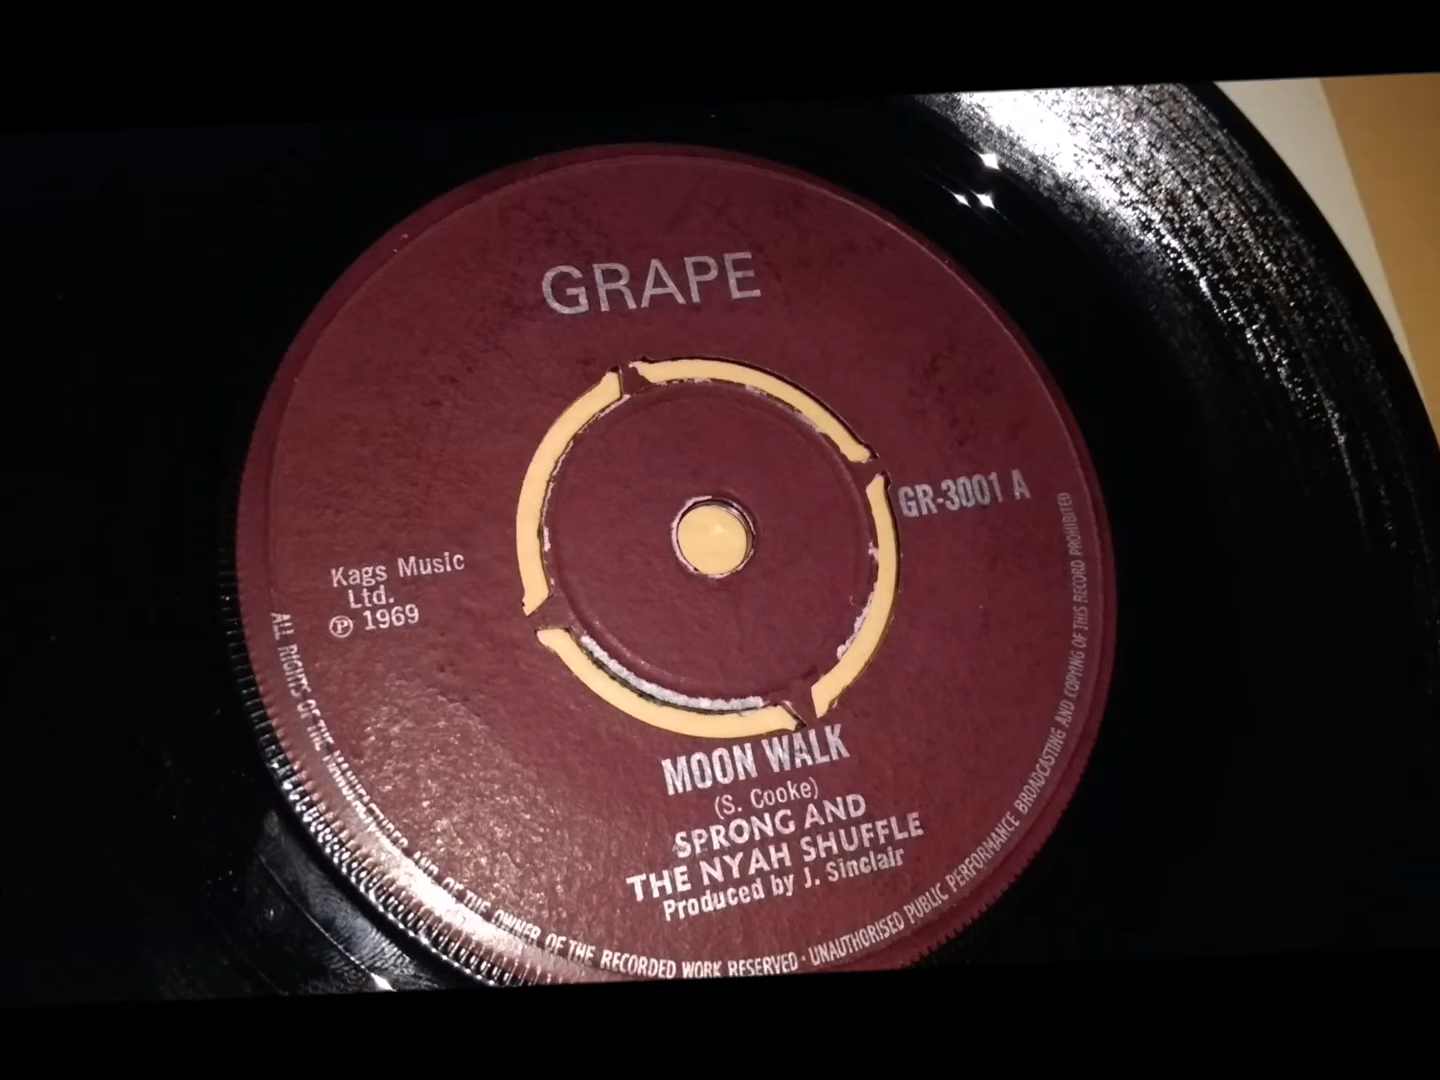 GRAPE
GR-3001 A
Kags Music
Ltd.
℗ 1969
MOON WALK
(S. Cooke)
SPRONG AND
THE NYAH SHUFFLE
Produced by J. Sinclair
ALL RIGHTS OF THE MANUFACTURER AND OF THE OWNER OF THE RECORDED WORK RESERVED · UNAUTHORISED PUBLIC PERFORMANCE BROADCASTING AND COPYING OF THIS RECORD PROHIBITED